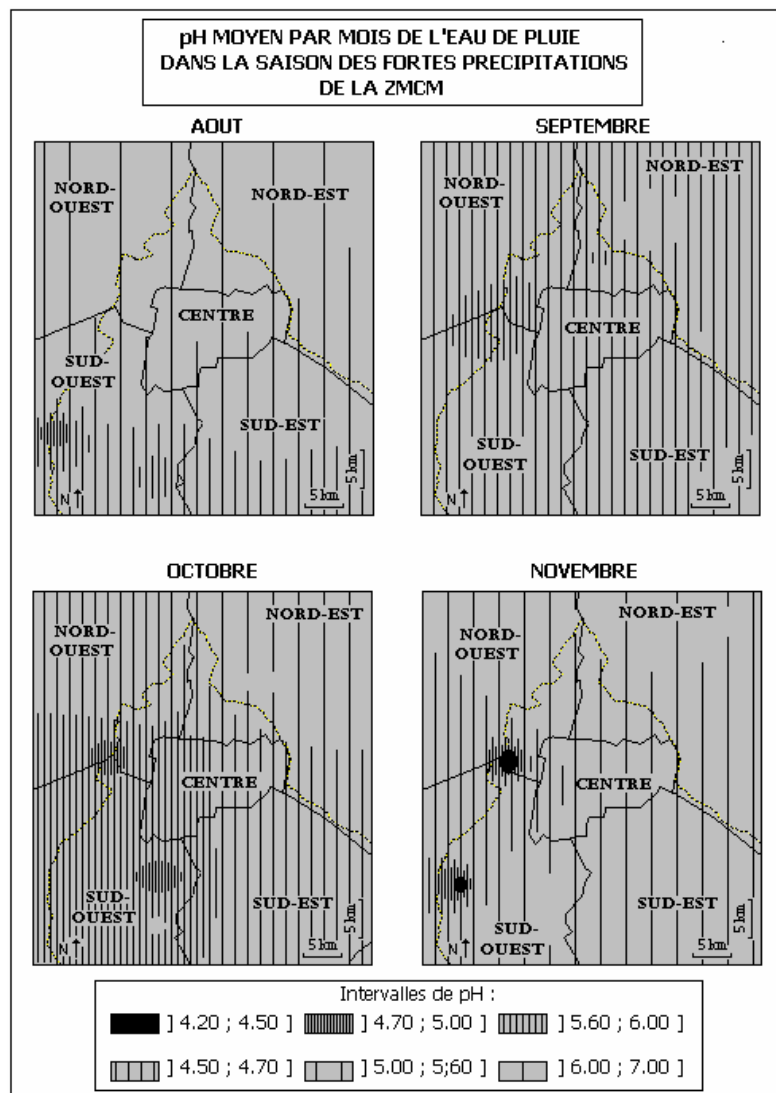 pH MOYEN PAR MOIS DE L'EAU DE PLUIE
DANS LA SAISON DES FORTES PRECIPITATIONS
DE LA ZMCM
AOUT
NORD-
OUEST
NORD-EST
CENTRE
SUD-
OUEST
SUD-EST
N
5 km
5 km
SEPTEMBRE
NORD-
OUEST
NORD-EST
CENTRE
SUD-
OUEST
SUD-EST
N
5 km
5 km
OCTOBRE
NORD-
OUEST
NORD-EST
CENTRE
SUD-
OUEST
SUD-EST
N
5 km
5 km
NOVEMBRE
NORD-
OUEST
NORD-EST
CENTRE
SUD-
OUEST
SUD-EST
N
5 km
5 km
Intervalles de pH :
] 4.20 ; 4.50 ] ] 4.70 ; 5.00 ] ] 5.60 ; 6.00 ]
] 4.50 ; 4.70 ] ] 5.00 ; 5;60 ] ] 6.00 ; 7.00 ]